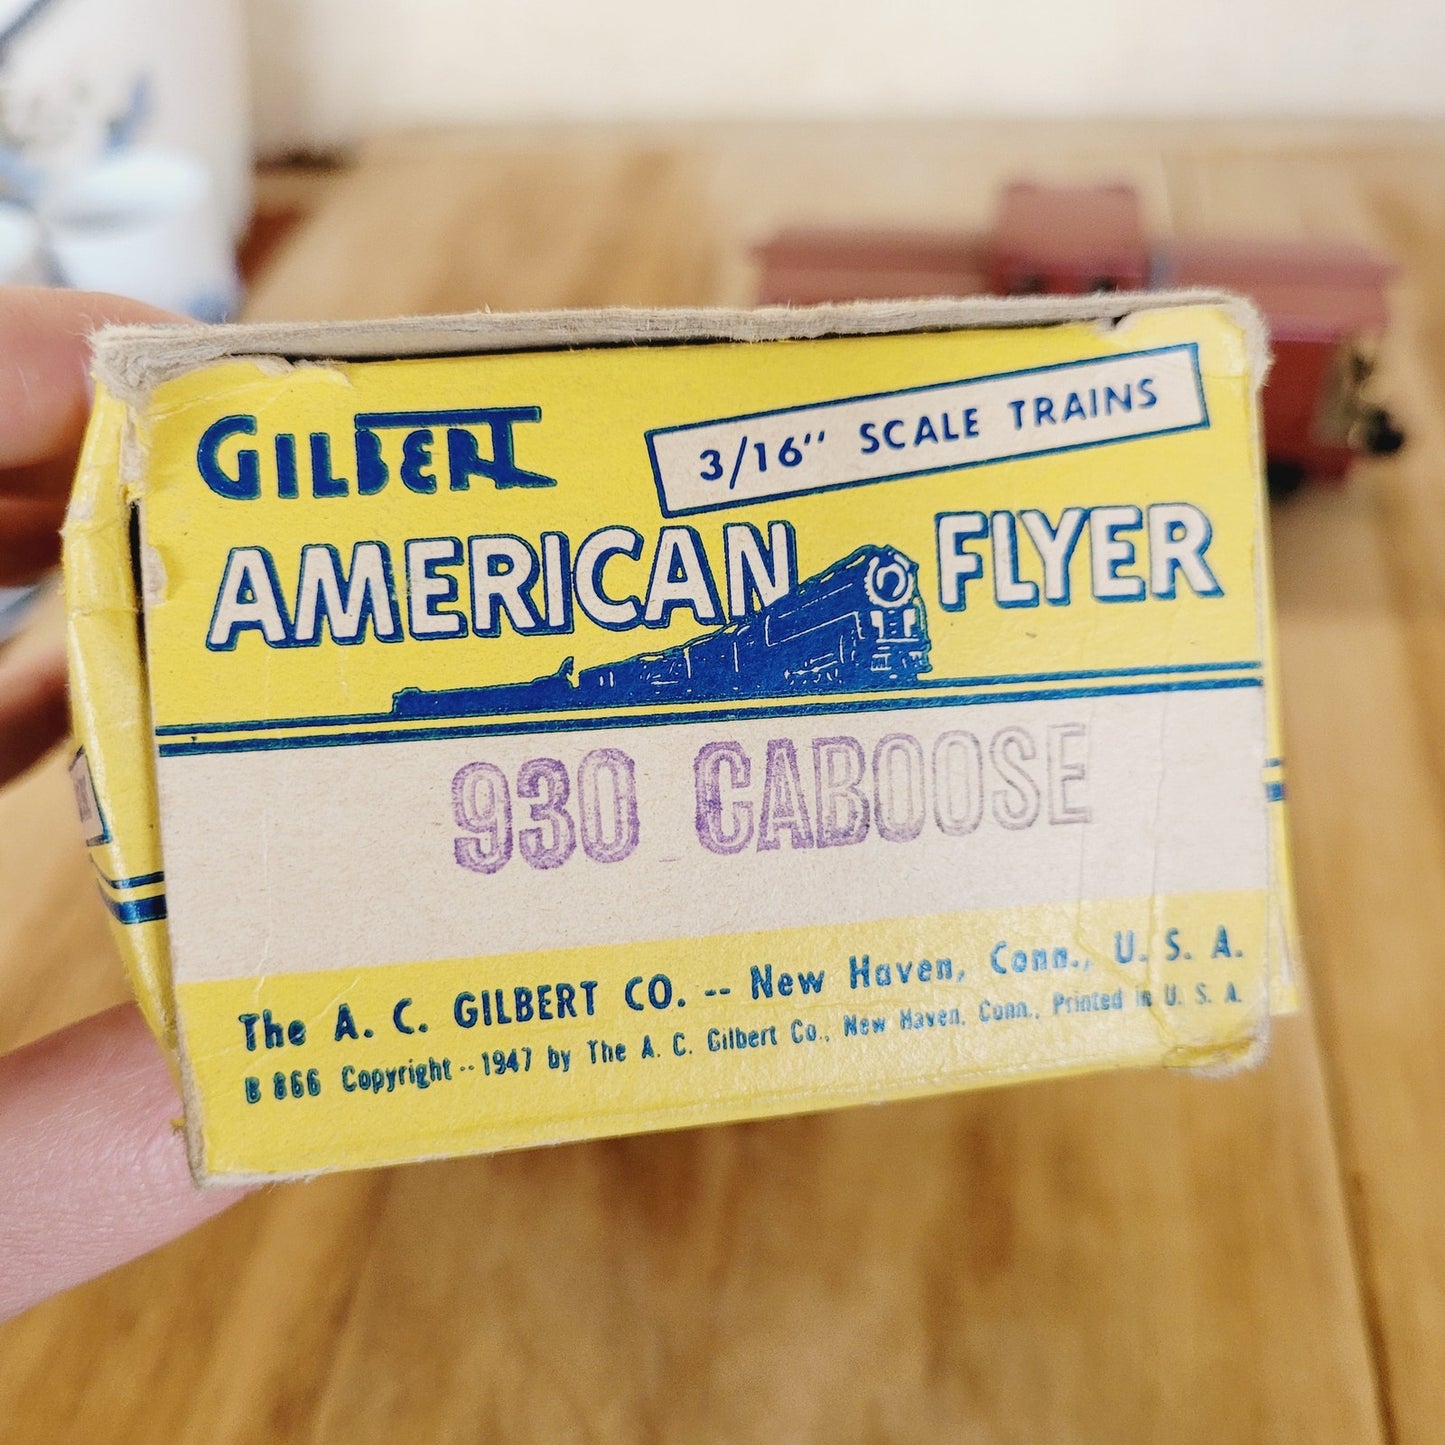 GILBERT
3/16" SCALE TRAINS
AMERICAN FLYER
930 CABOOSE
The A. C. GILBERT CO. -- New Haven, Conn., U. S. A.
B 866 Copyright -- 1947 by The A. C. Gilbert Co., New Haven, Conn., Printed in U. S. A.